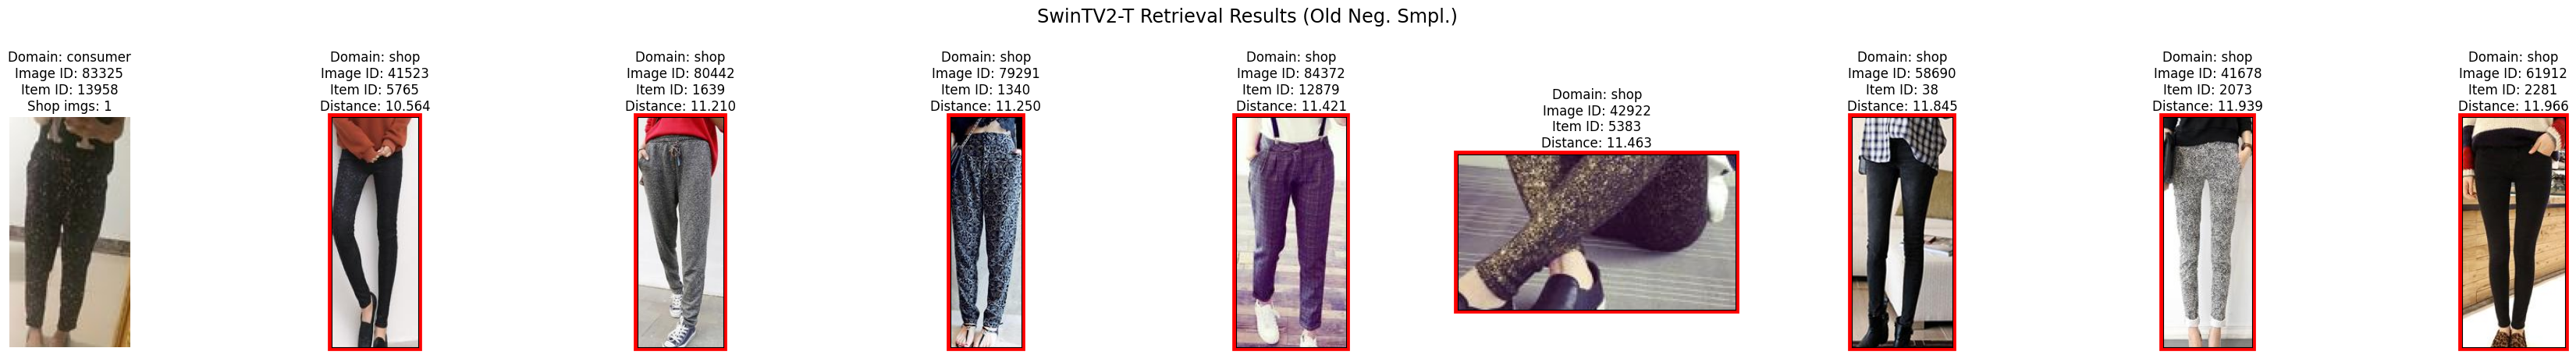 SwinTV2-T Retrieval Results (Old Neg. Smpl.)
Domain: consumer
Image ID: 83325
Item ID: 13958
Shop imgs: 1
Domain: shop
Image ID: 41523
Item ID: 5765
Distance: 10.564
Domain: shop
Image ID: 80442
Item ID: 1639
Distance: 11.210
Domain: shop
Image ID: 79291
Item ID: 1340
Distance: 11.250
Domain: shop
Image ID: 84372
Item ID: 12879
Distance: 11.421
Domain: shop
Image ID: 42922
Item ID: 5383
Distance: 11.463
Domain: shop
Image ID: 58690
Item ID: 38
Distance: 11.845
Domain: shop
Image ID: 41678
Item ID: 2073
Distance: 11.939
Domain: shop
Image ID: 61912
Item ID: 2281
Distance: 11.966